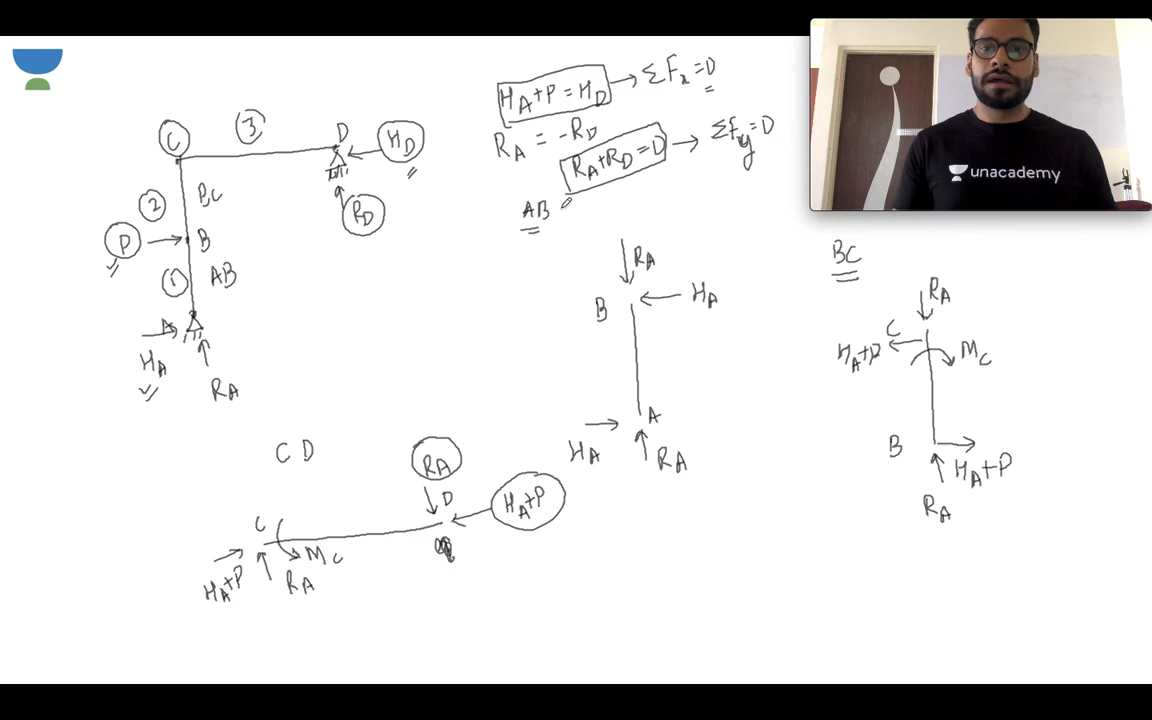 H_A+P = H_D → ΣF_x = 0
R_A = -R_D
R_A+R_D = 0 → ΣF_y = 0
AB
C
3
D
H_D
R_D
BC
2
P
B
1
AB
A
H_A
R_A
R_A
B
H_A
A
H_A
R_A
BC
R_A
C
H_A+P
M_C
B
H_A+P
R_A
CD
R_A
D
H_A+P
C
M_C
H_A+P
R_A
unacademy